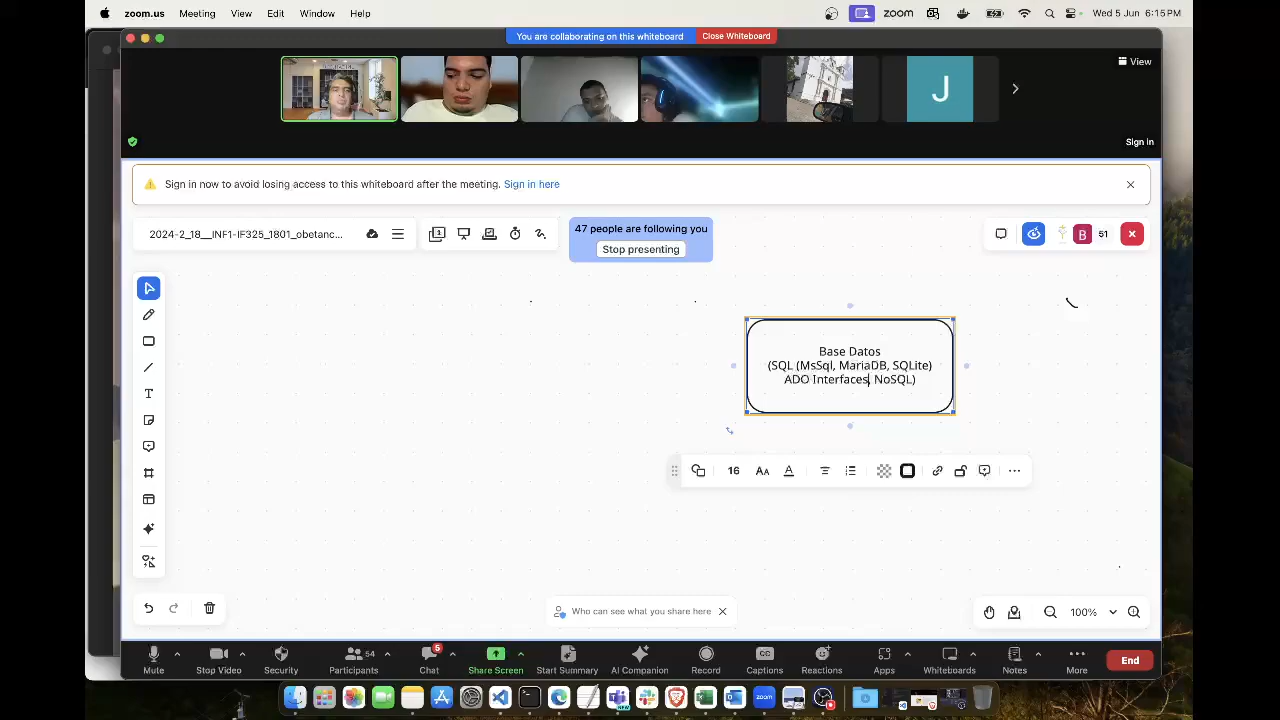 zoom.us Meeting View Edit Window Help
zoom Wed 5 Jun 6:15 PM
You are collaborating on this whiteboard Close Whiteboard
View
J
Sign in
Sign in now to avoid losing access to this whiteboard after the meeting. Sign in here
2024-2_18__INF1-IF325_1801_obetanc...
47 people are following you
Stop presenting
B 51
Base Datos
(SQL (MsSql, MariaDB, SQLite)
ADO Interfaces, NoSQL)
16
Who can see what you share here
100%
54
5
Mute Stop Video Security Participants Chat Share Screen Start Summary AI Companion Record Captions Reactions Apps Whiteboards Notes More End
NEW
zoom